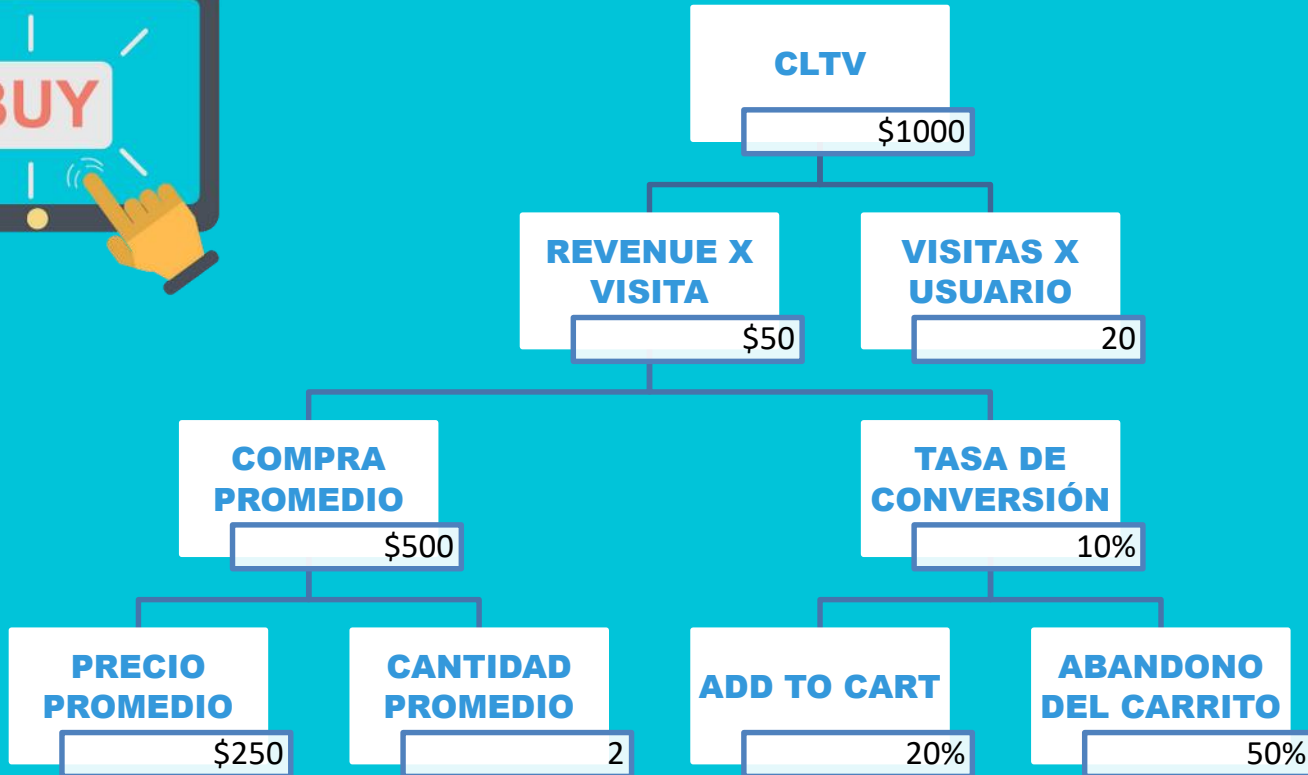 BUY
CLTV
$1000
REVENUE X
VISITA
$50
VISITAS X
USUARIO
20
COMPRA
PROMEDIO
$500
TASA DE
CONVERSIÓN
10%
PRECIO
PROMEDIO
$250
CANTIDAD
PROMEDIO
2
ADD TO CART
20%
ABANDONO
DEL CARRITO
50%